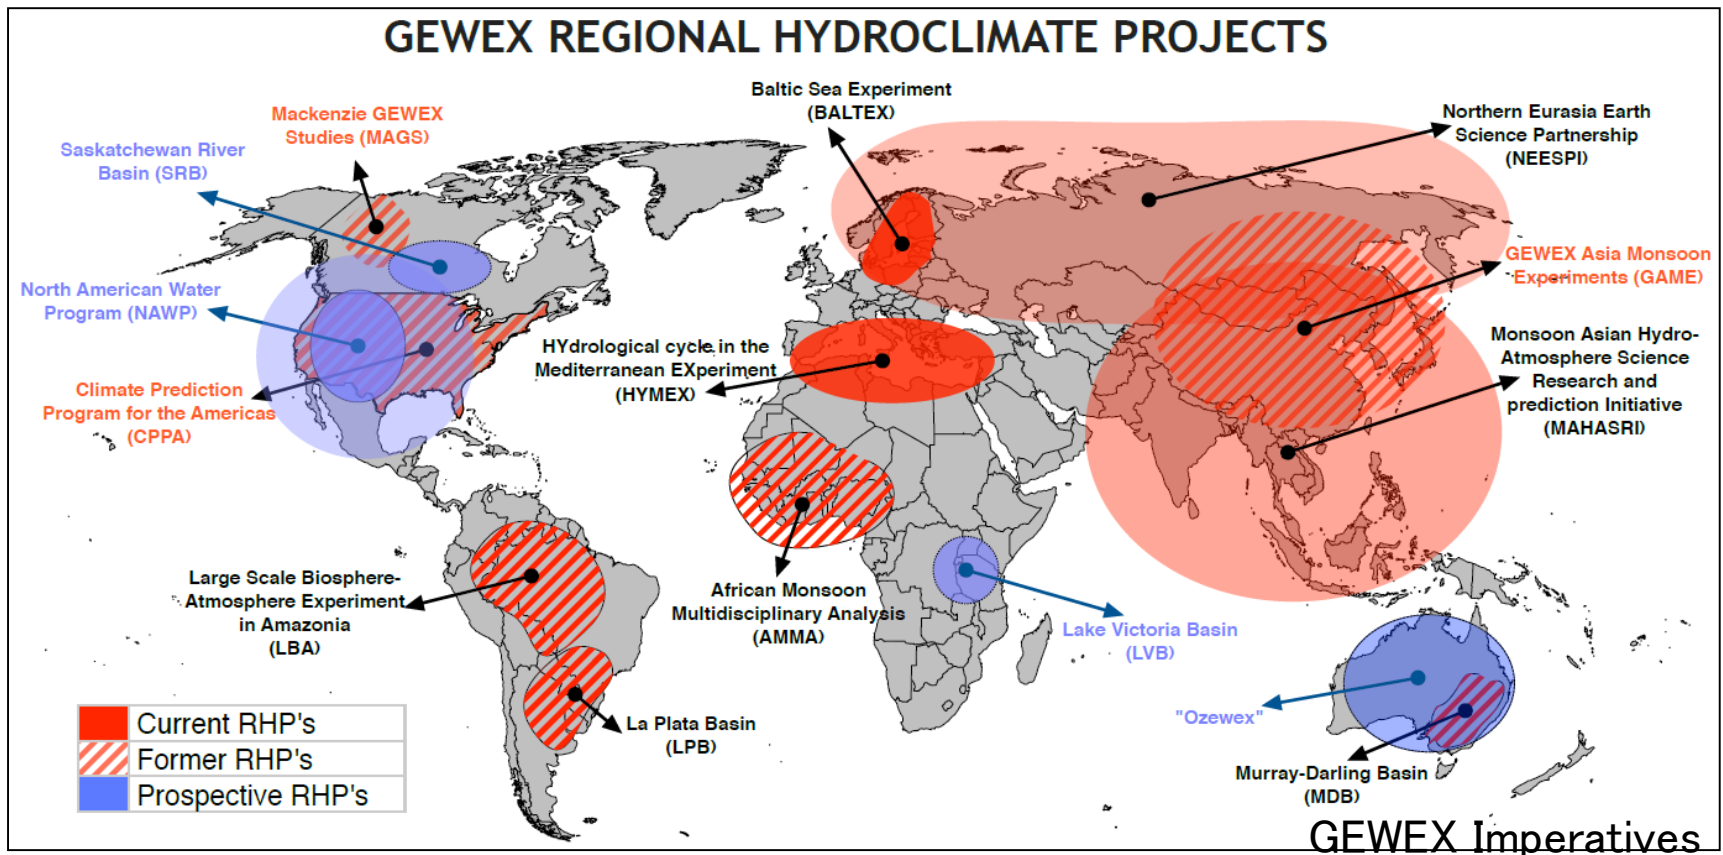 GEWEX REGIONAL HYDROCLIMATE PROJECTS
Baltic Sea Experiment
(BALTEX)
Mackenzie GEWEX
Studies (MAGS)
Northern Eurasia Earth
Science Partnership
(NEESPI)
Saskatchewan River
Basin (SRB)
GEWEX Asia Monsoon
Experiments (GAME)
North American Water
Program (NAWP)
Monsoon Asian Hydro-
Atmosphere Science
Research and
prediction Initiative
(MAHASRI)
HYdrological cycle in the
Mediterranean EXperiment
(HYMEX)
Climate Prediction
Program for the Americas
(CPPA)
Large Scale Biosphere-
Atmosphere Experiment
in Amazonia
(LBA)
African Monsoon
Multidisciplinary Analysis
(AMMA)
Lake Victoria Basin
(LVB)
"Ozewex"
La Plata Basin
(LPB)
Murray-Darling Basin
(MDB)
Current RHP's
Former RHP's
Prospective RHP's
GEWEX Imperatives